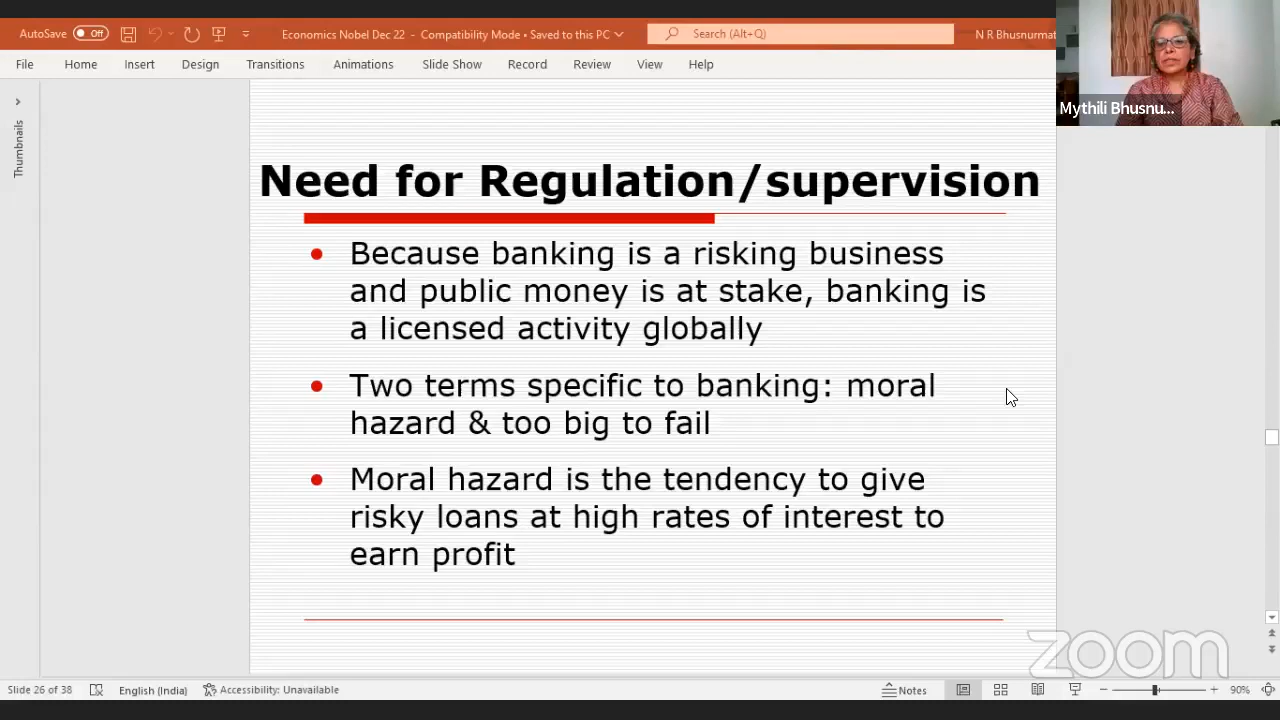 AutoSave Off Economics Nobel Dec 22 - Compatibility Mode • Saved to this PC Search (Alt+Q) N R Bhusnurmat
File Home Insert Design Transitions Animations Slide Show Record Review View Help
Mythili Bhusnu...
Thumbnails
Need for Regulation/supervision
• Because banking is a risking business
and public money is at stake, banking is
a licensed activity globally
• Two terms specific to banking: moral
hazard & too big to fail
• Moral hazard is the tendency to give
risky loans at high rates of interest to
earn profit
zoom
Slide 26 of 38 English (India) Accessibility: Unavailable Notes 90%